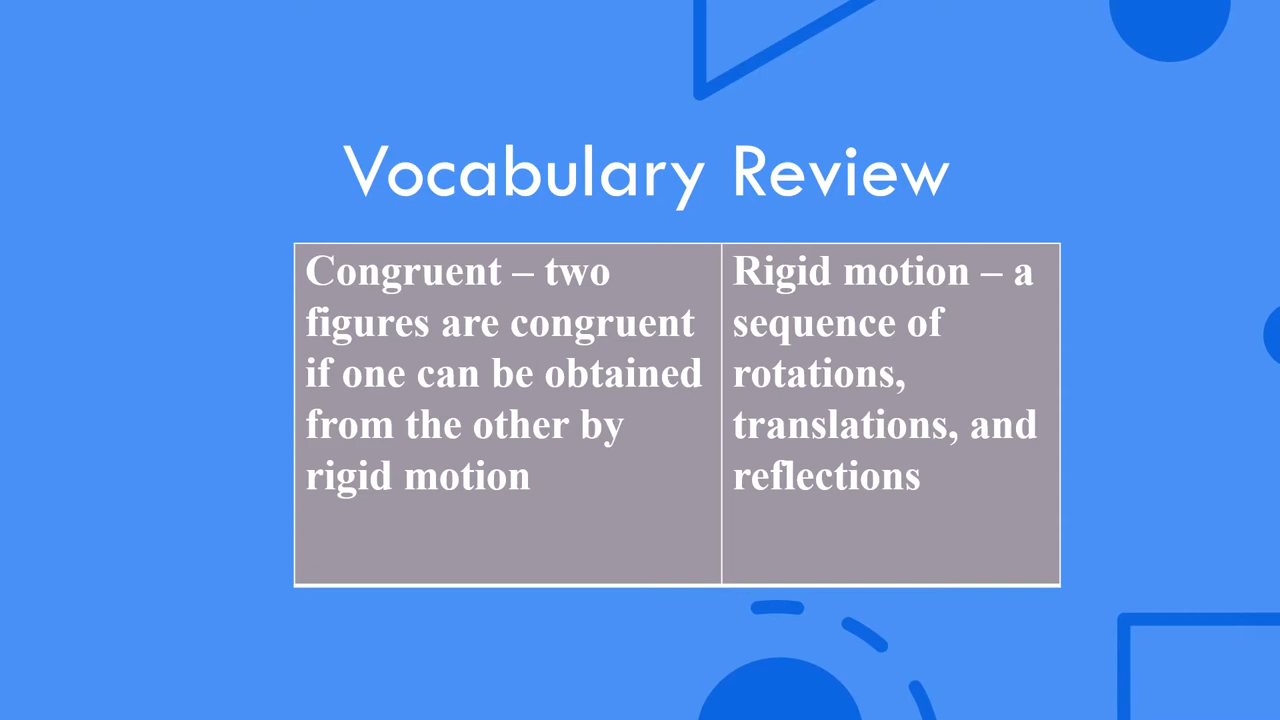 Vocabulary Review
Congruent – two
figures are congruent
if one can be obtained
from the other by
rigid motion
Rigid motion – a
sequence of
rotations,
translations, and
reflections